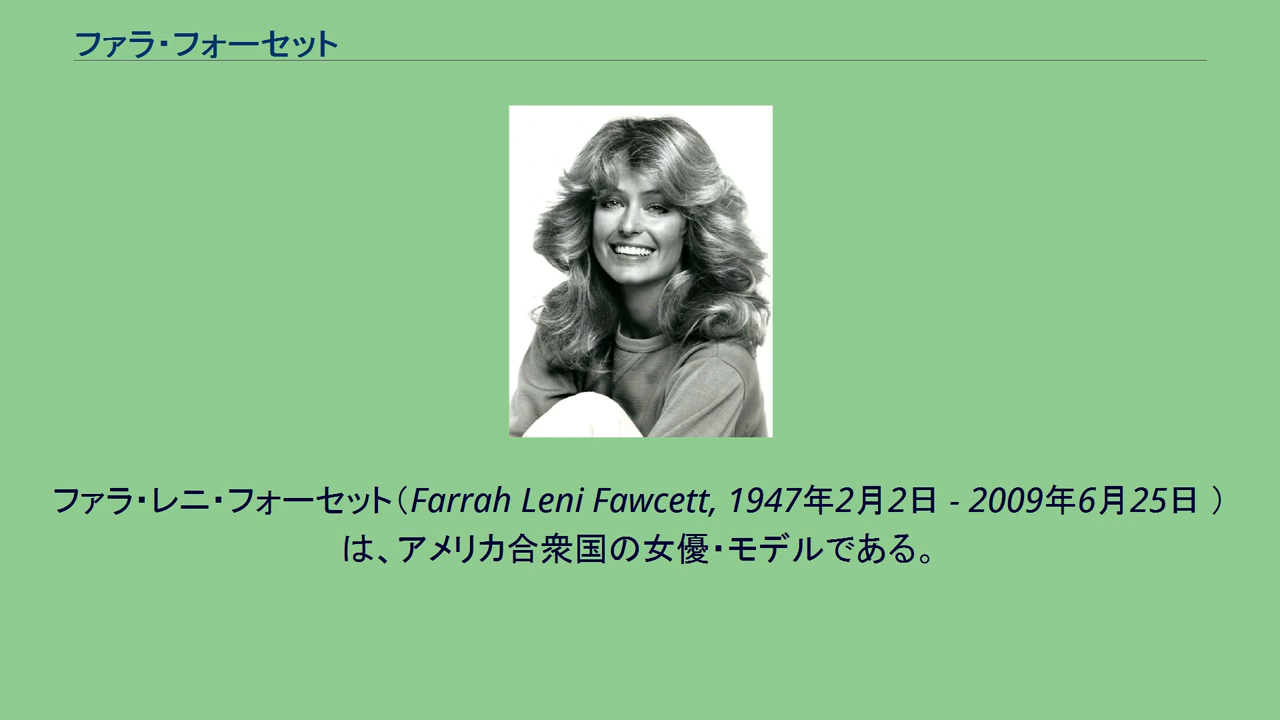 ファラ・フォーセット
ファラ・レニ・フォーセット（Farrah Leni Fawcett, 1947年2月2日 - 2009年6月25日 ）
は、アメリカ合衆国の女優・モデルである。